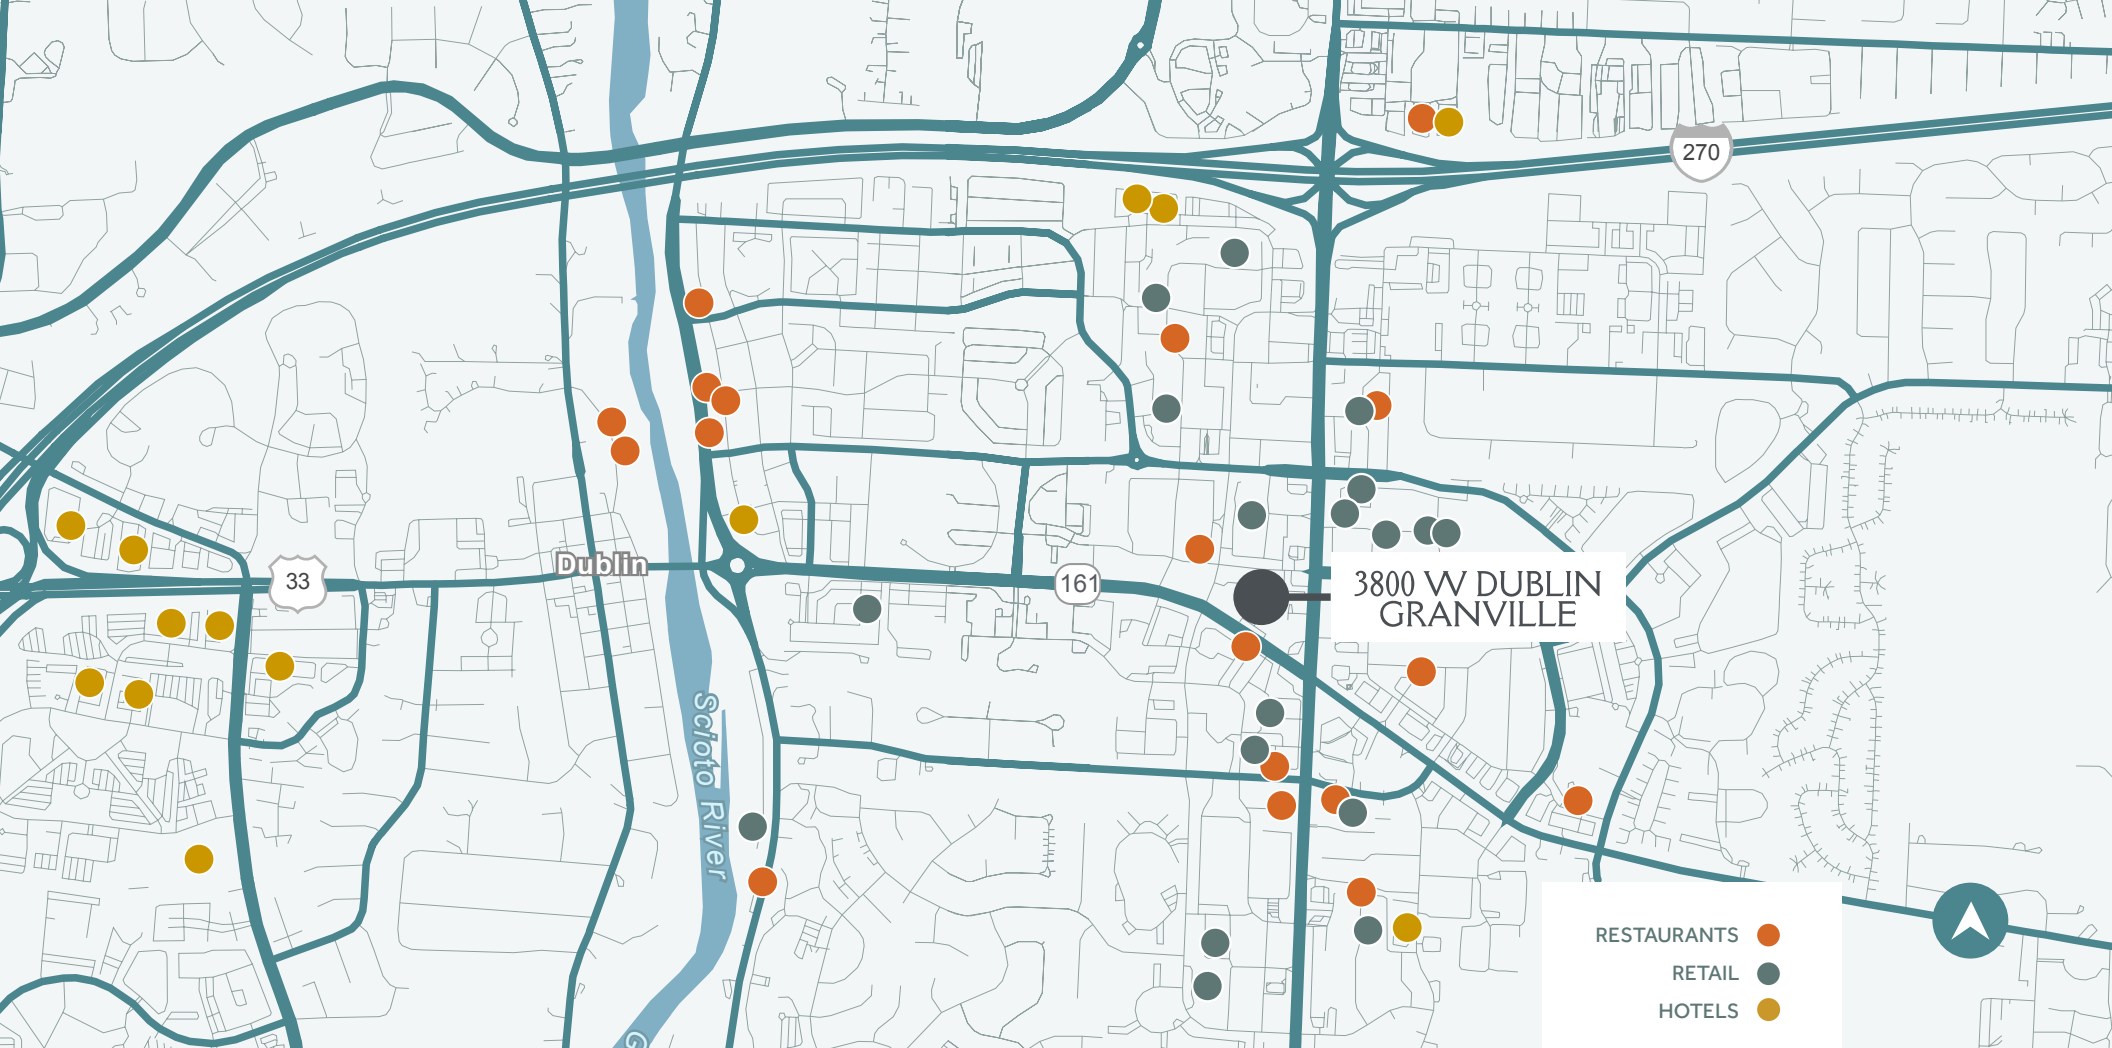 270
Dublin
33
161
3800 W DUBLIN
GRANVILLE
Scioto River
G
RESTAURANTS
RETAIL
HOTELS